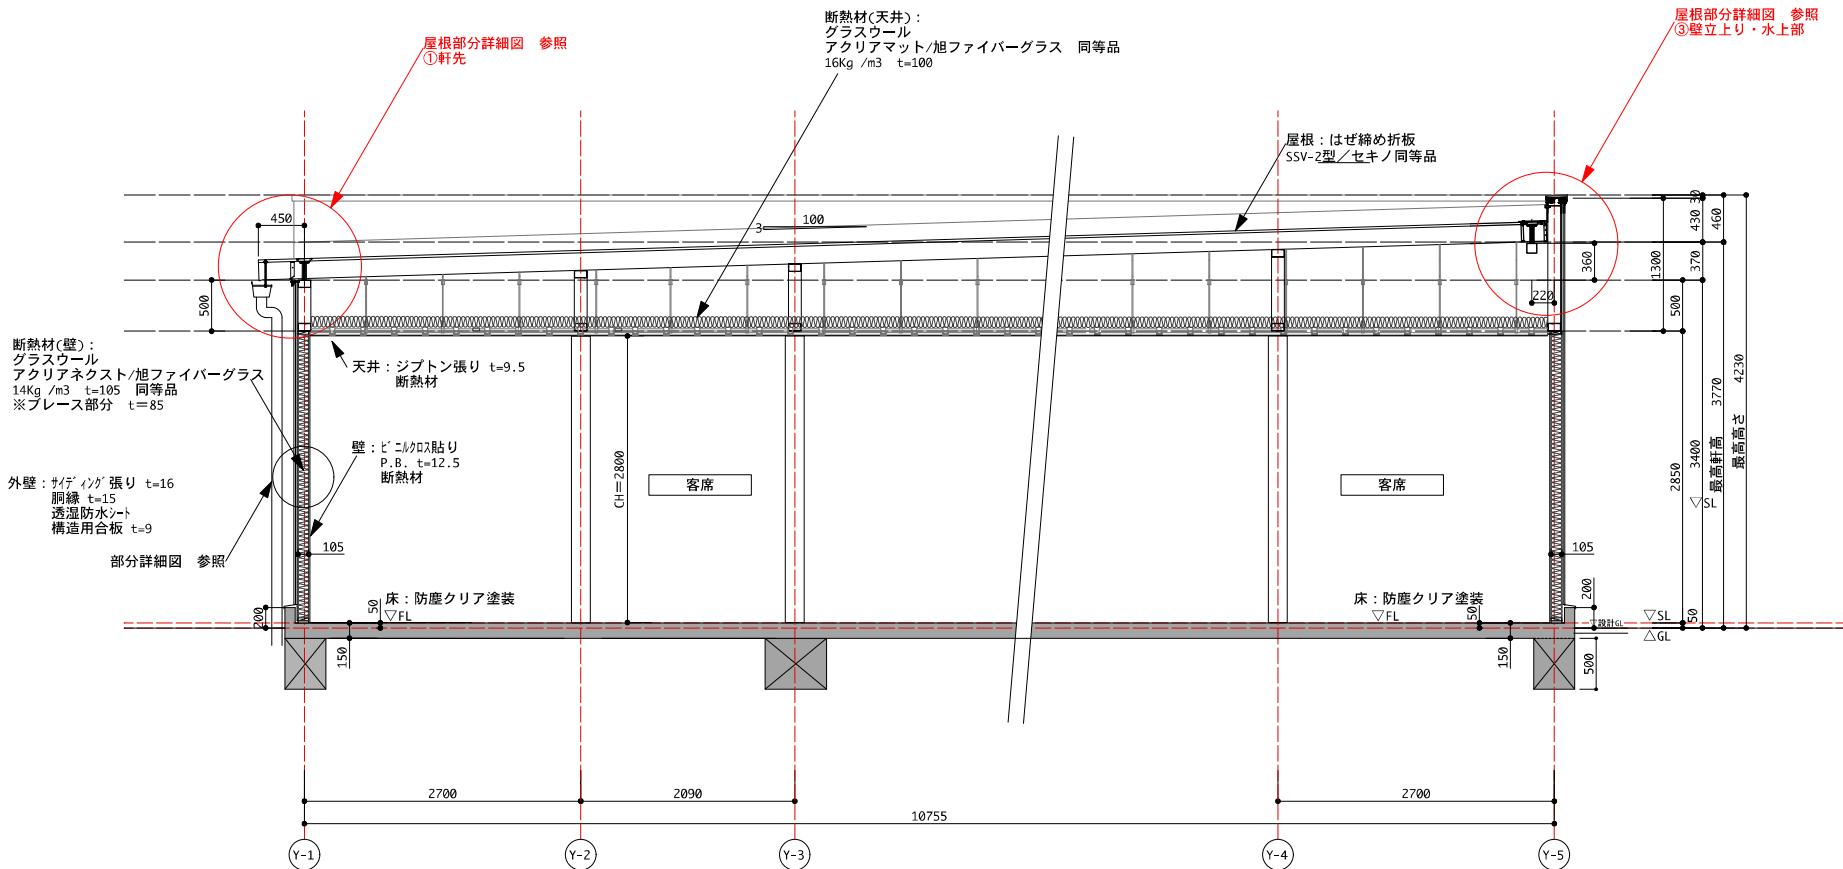 屋根部分詳細図　参照
①軒先
断熱材(天井)：
グラスウール
アクリアマット/旭ファイバーグラス　同等品
16Kg /m3　t=100
屋根部分詳細図　参照
③壁立上り・水上部
屋根：はぜ締め折板
SSV-2型／セキノ同等品
450
100
3
500
30
430
460
1300
360
370
220
500
断熱材(壁)：
グラスウール
アクリアネクスト/旭ファイバーグラス
14Kg /m3　t=105　同等品
※ブレース部分　t＝85
天井：ジプトン張り t=9.5
断熱材
壁：ビニルクロス貼り
P.B. t=12.5
断熱材
外壁：サイディング張り t=16
胴縁 t=15
透湿防水シート
構造用合板 t=9
部分詳細図　参照
CH＝2800
客席
客席
2850
3400
▽SL
3770
最高軒高
4230
最高高さ
105
105
200
50
床：防塵クリア塗装
▽FL
150
床：防塵クリア塗装
▽FL
50
150
200
▽設計GL
▽SL
△GL
50
500
2700
2090
2700
10755
Y-1
Y-2
Y-3
Y-4
Y-5